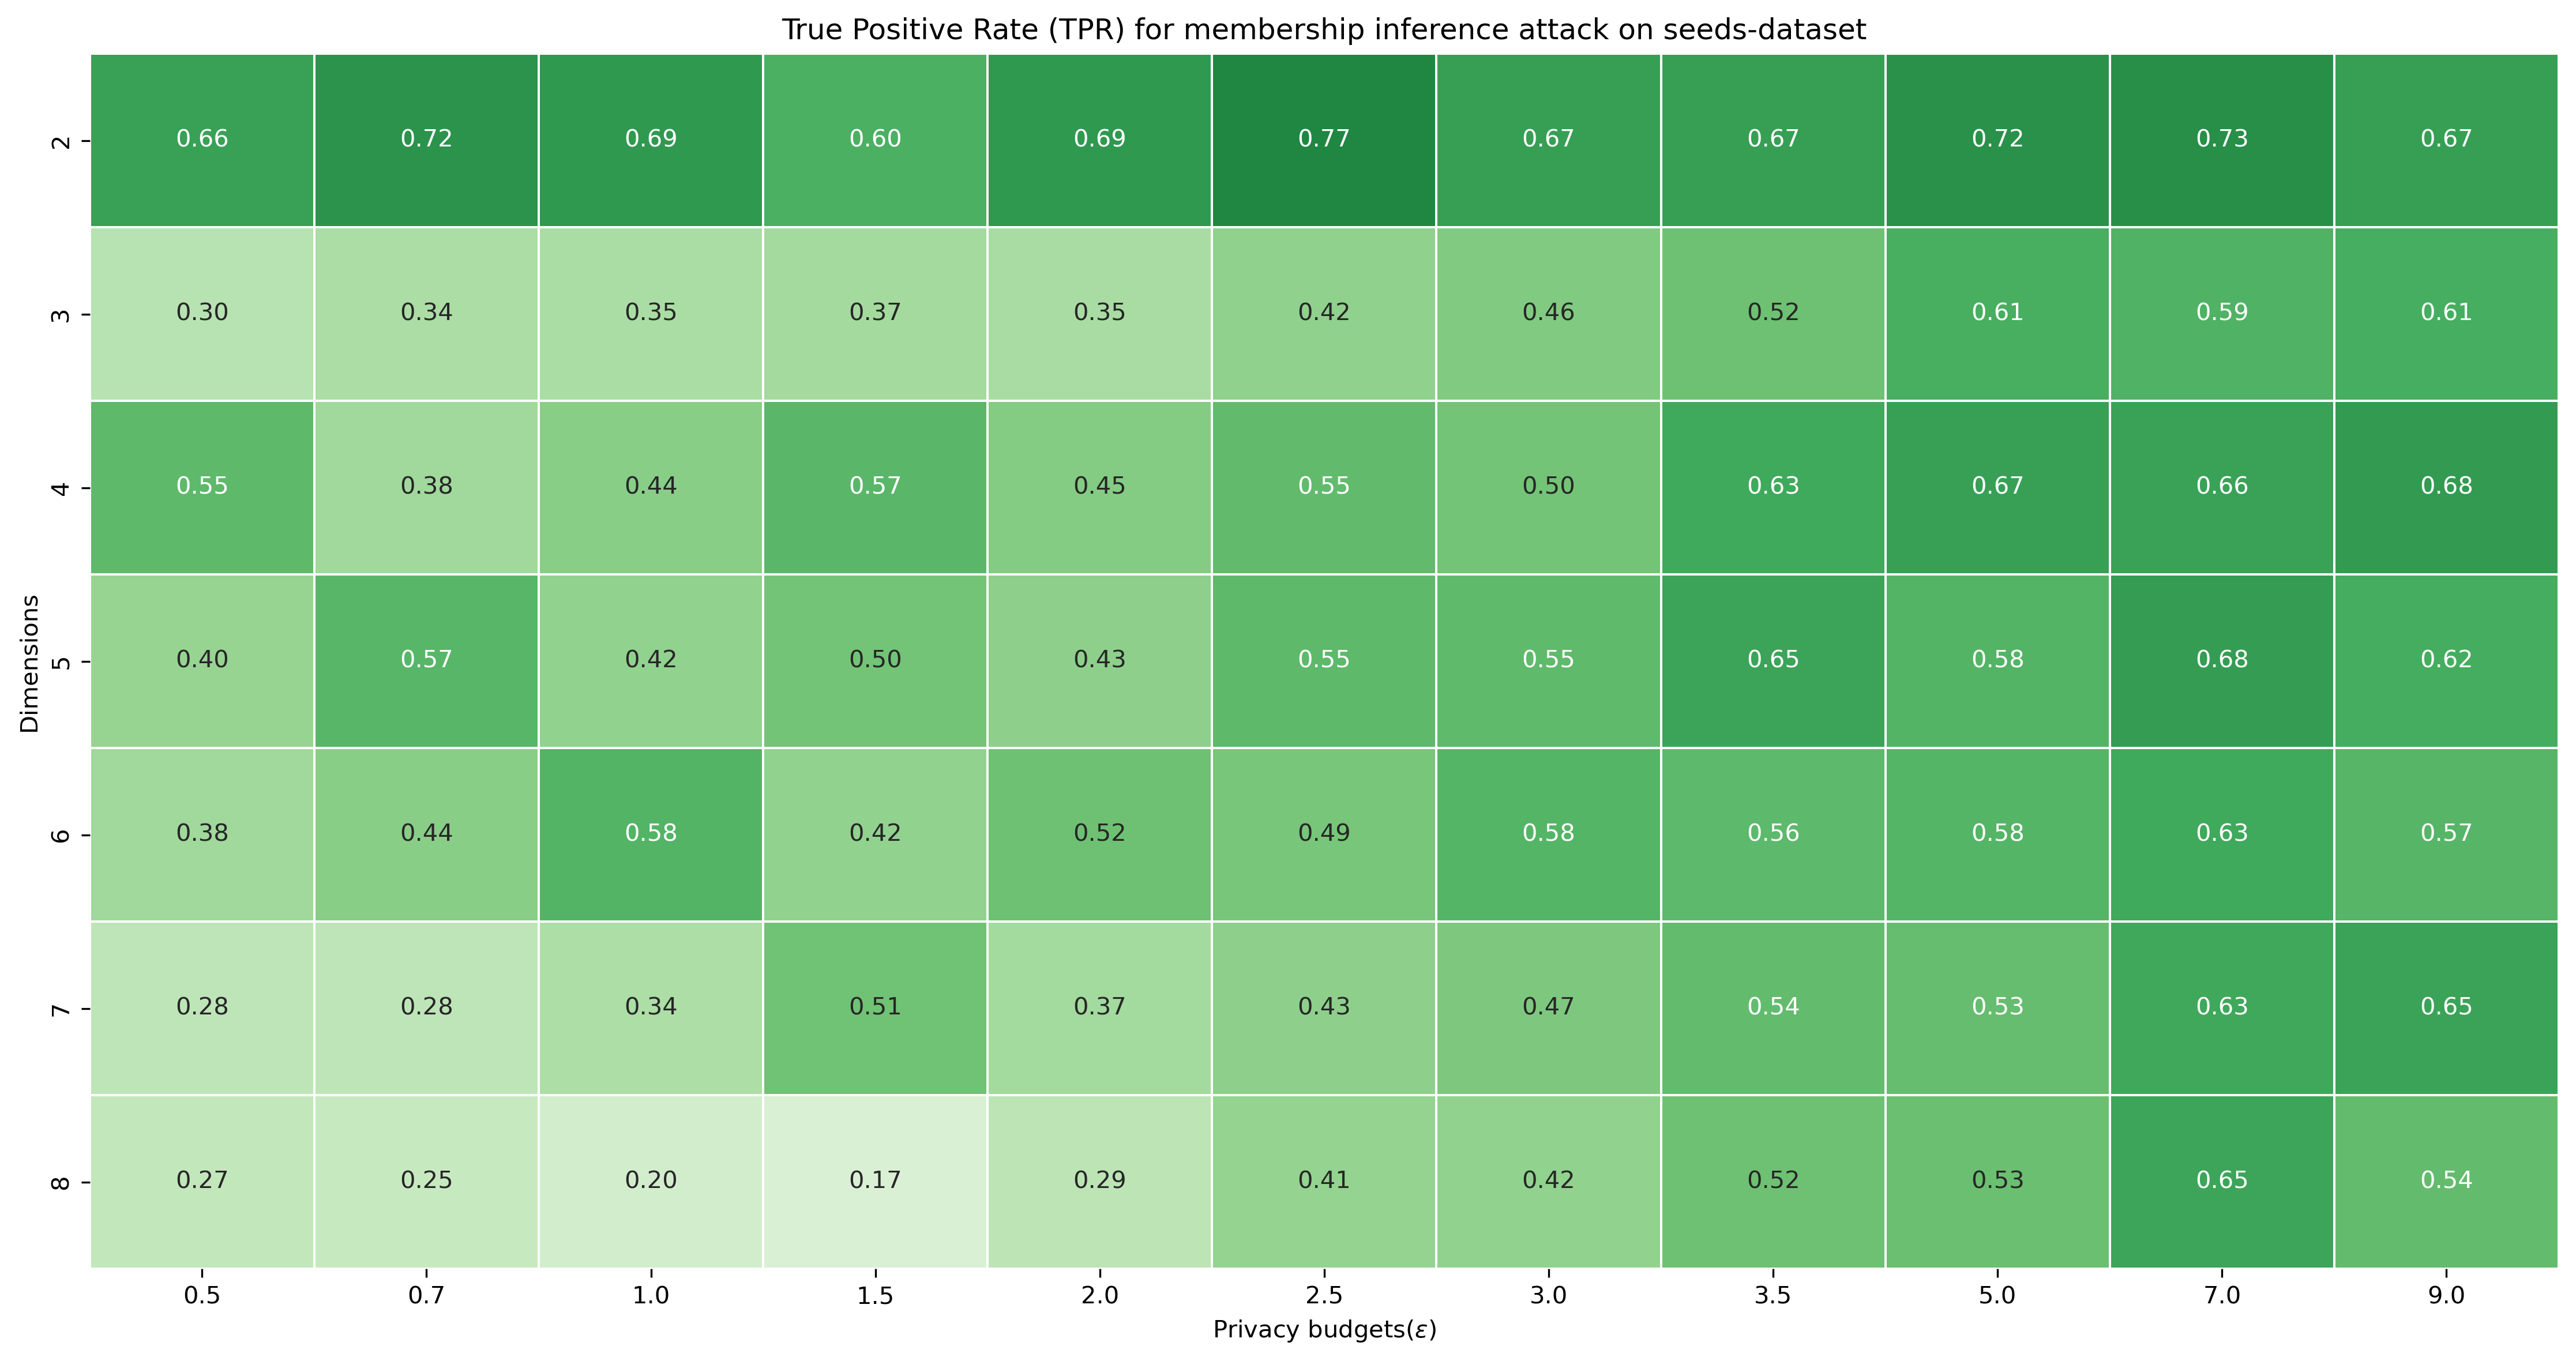 True Positive Rate (TPR) for membership inference attack on seeds-dataset
2 0.66 0.72 0.69 0.60 0.69 0.77 0.67 0.67 0.72 0.73 0.67
3 0.30 0.34 0.35 0.37 0.35 0.42 0.46 0.52 0.61 0.59 0.61
4 0.55 0.38 0.44 0.57 0.45 0.55 0.50 0.63 0.67 0.66 0.68
Dimensions
5 0.40 0.57 0.42 0.50 0.43 0.55 0.55 0.65 0.58 0.68 0.62
6 0.38 0.44 0.58 0.42 0.52 0.49 0.58 0.56 0.58 0.63 0.57
7 0.28 0.28 0.34 0.51 0.37 0.43 0.47 0.54 0.53 0.63 0.65
8 0.27 0.25 0.20 0.17 0.29 0.41 0.42 0.52 0.53 0.65 0.54
0.5 0.7 1.0 1.5 2.0 2.5 3.0 3.5 5.0 7.0 9.0
Privacy budgets(ε)